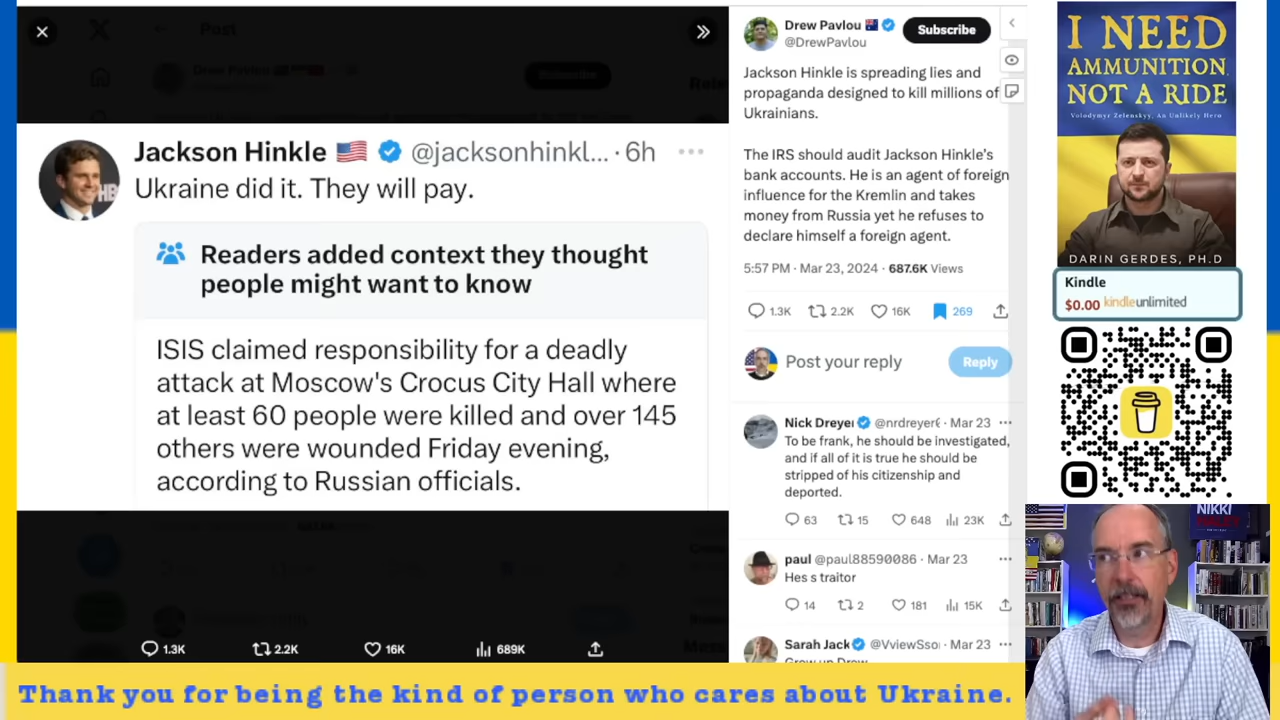 Post
Jackson Hinkle
@jacksonhinkl... · 6h
Ukraine did it. They will pay.
Readers added context they thought
people might want to know
ISIS claimed responsibility for a deadly
attack at Moscow's Crocus City Hall where
at least 60 people were killed and over 145
others were wounded Friday evening,
according to Russian officials.
1.3K 2.2K 16K 689K
Drew Pavlou
@DrewPavlou
Subscribe
Jackson Hinkle is spreading lies and
propaganda designed to kill millions of
Ukrainians.
The IRS should audit Jackson Hinkle's
bank accounts. He is an agent of foreign
influence for the Kremlin and takes
money from Russia yet he refuses to
declare himself a foreign agent.
5:57 PM · Mar 23, 2024 · 687.6K Views
1.3K 2.2K 16K 269
Post your reply
Reply
Nick Dreyer @nrdreyer6 · Mar 23
To be frank, he should be investigated,
and if all of it is true he should be
stripped of his citizenship and
deported.
63 15 648 23K
paul @paul88590086 · Mar 23
Hes s traitor
14 2 181 15K
Sarah Jack @VviewSso · Mar 23
Grow up Drew
I NEED
AMMUNITION,
NOT A RIDE
Volodymyr Zelenskyy, An Unlikely Hero
DARIN GERDES, PH.D
Kindle
$0.00 kindleunlimited
NIKKI
Thank you for being the kind of person who cares about Ukraine.